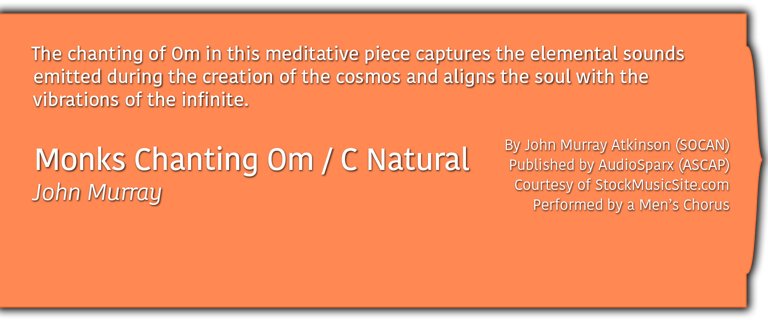 The chanting of Om in this meditative piece captures the elemental sounds
emitted during the creation of the cosmos and aligns the soul with the
vibrations of the infinite.
Monks Chanting Om / C Natural
John Murray
By John Murray Atkinson (SOCAN)
Published by AudioSparx (ASCAP)
Courtesy of StockMusicSite.com
Performed by a Men's Chorus